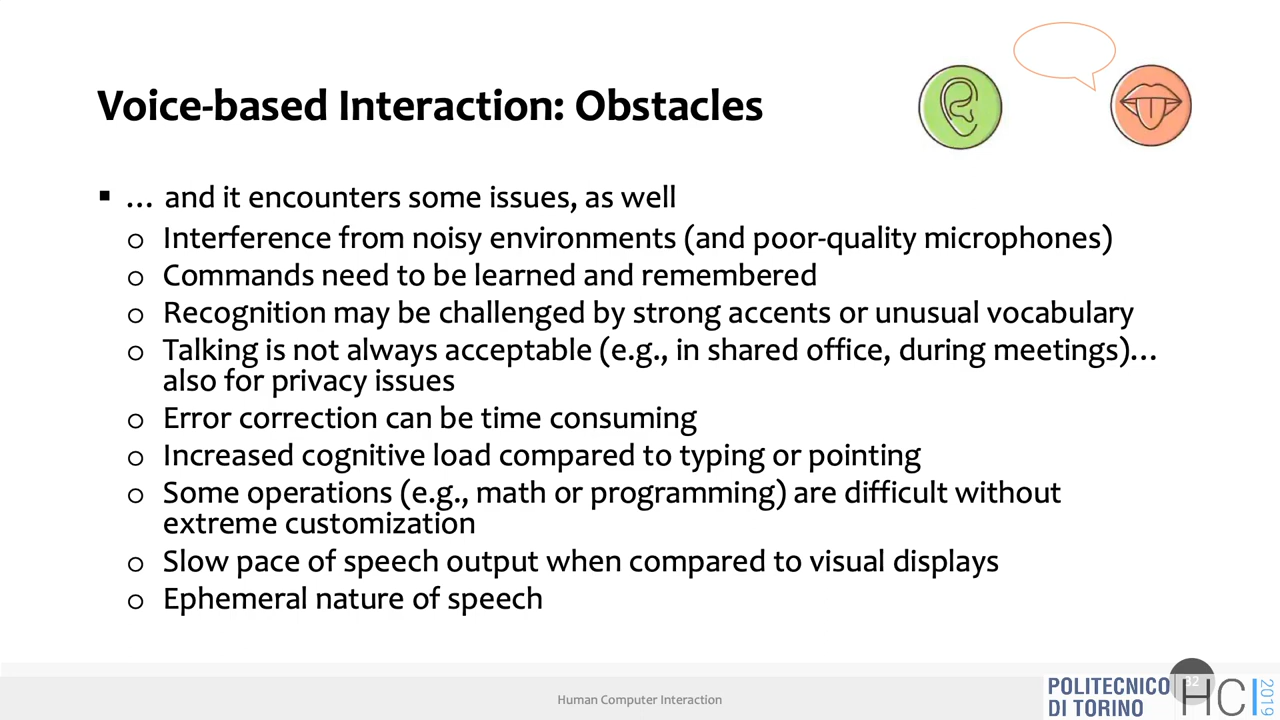 Voice-based Interaction: Obstacles
▪ … and it encounters some issues, as well
o Interference from noisy environments (and poor-quality microphones)
o Commands need to be learned and remembered
o Recognition may be challenged by strong accents or unusual vocabulary
o Talking is not always acceptable (e.g., in shared office, during meetings)…
also for privacy issues
o Error correction can be time consuming
o Increased cognitive load compared to typing or pointing
o Some operations (e.g., math or programming) are difficult without
extreme customization
o Slow pace of speech output when compared to visual displays
o Ephemeral nature of speech
Human Computer Interaction
POLITECNICO
DI TORINO
32
HCI
2019